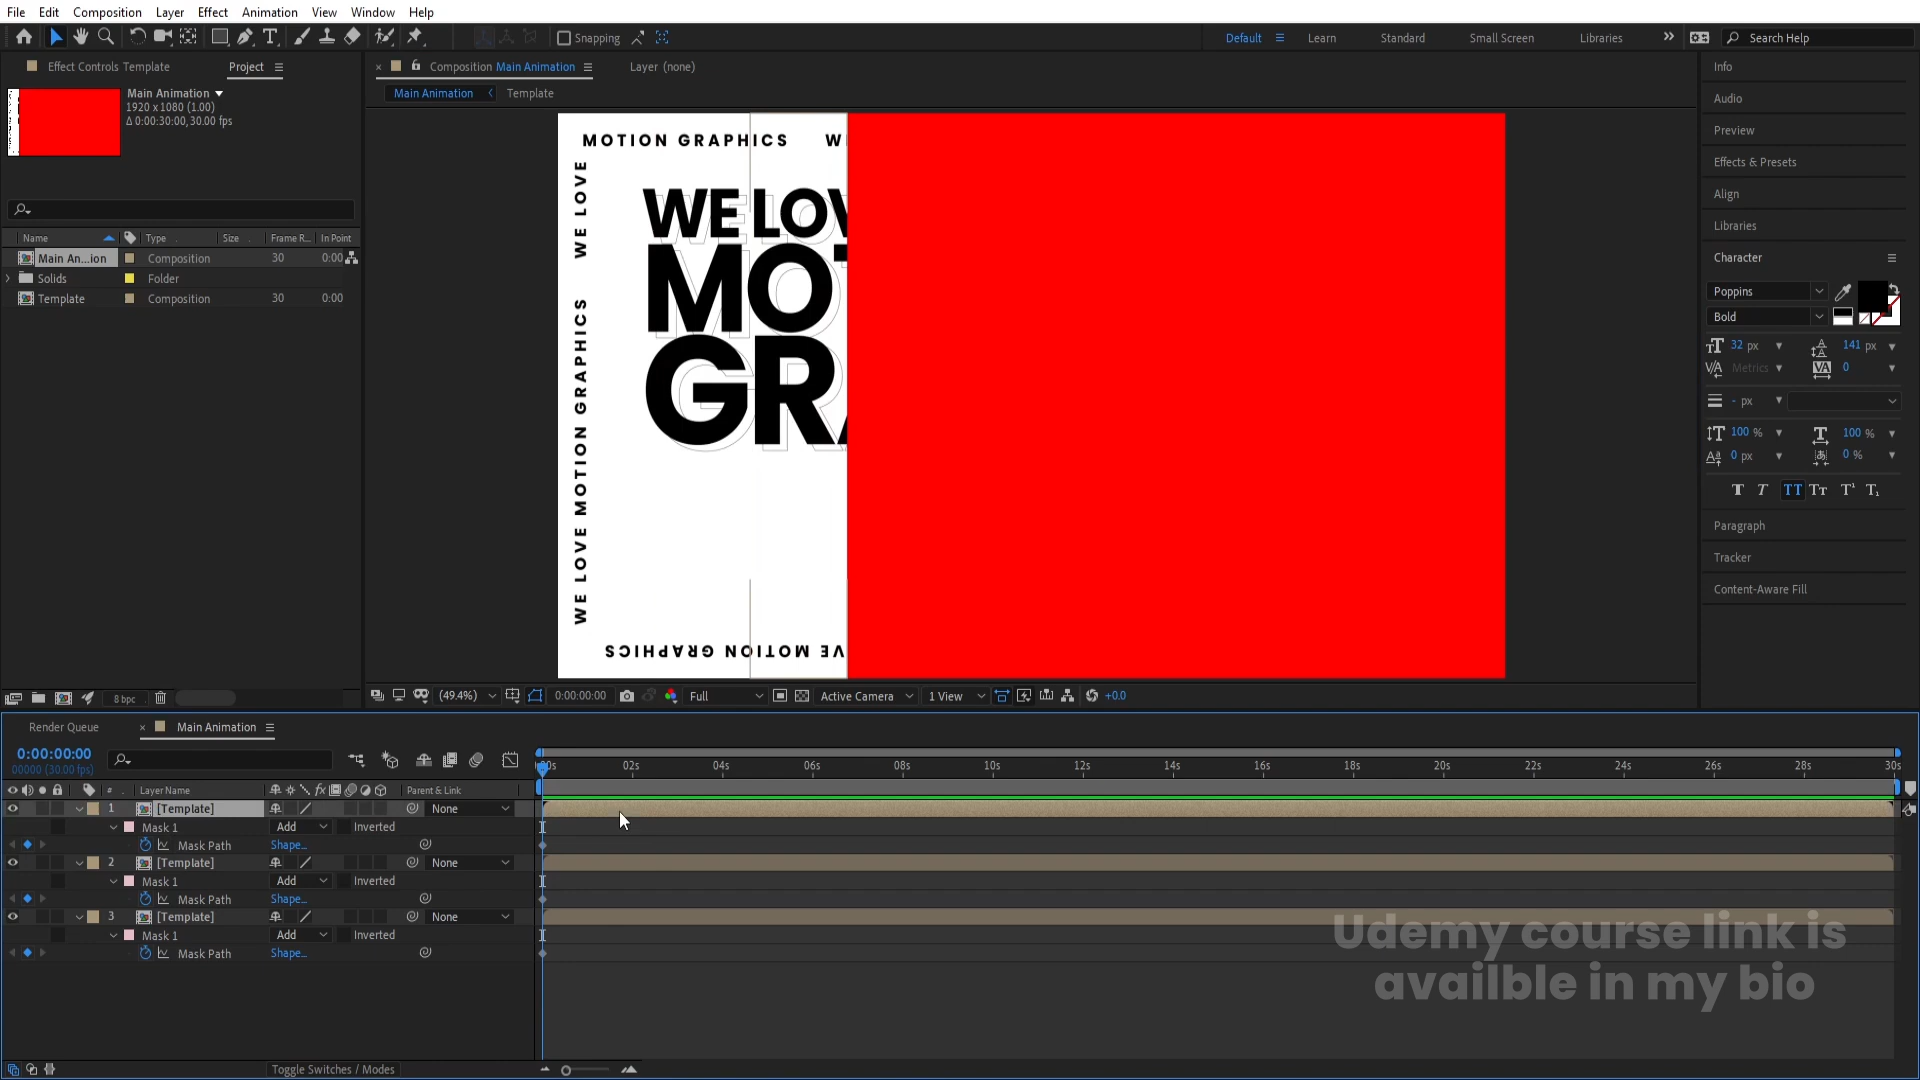 File Edit Composition Layer Effect Animation View Window Help
Snapping Default Learn Standard Small Screen Libraries Search Help
Effect Controls Template Project
Main Animation
1920 x 1080 (1.00)
Δ 0:00:30:00, 30.00 fps
Name Type Size Frame R... In Point
Main An...ion Composition 30 0:00
Solids Folder
Template Composition 30 0:00
8 bpc
Composition Main Animation Layer (none)
Main Animation Template
MOTION GRAPHICS W
WE LOVE
WE LOVE MOTION GRAPHICS
WE LOV
MOT
GRA
VE MOTION GRAPHICS
(49.4%) 0:00:00:00 Full Active Camera 1 View +0.0
Info
Audio
Preview
Effects & Presets
Align
Libraries
Character
Poppins
Bold
32 px 141 px
Metrics 0
- px
100 % 100 %
0 px 0 %
T T TT Tт T¹ T₁
Paragraph
Tracker
Content-Aware Fill
Render Queue Main Animation
0:00:00:00
00000 (30.00 fps)
02s 04s 06s 08s 10s 12s 14s 16s 18s 20s 22s 24s 26s 28s 30s
# Layer Name Parent & Link
1 [Template] None
Mask 1 Add Inverted
Mask Path Shape...
2 [Template] None
Mask 1 Add Inverted
Mask Path Shape...
3 [Template] None
Mask 1 Add Inverted
Mask Path Shape...
Udemy course link is
availble in my bio
Toggle Switches / Modes